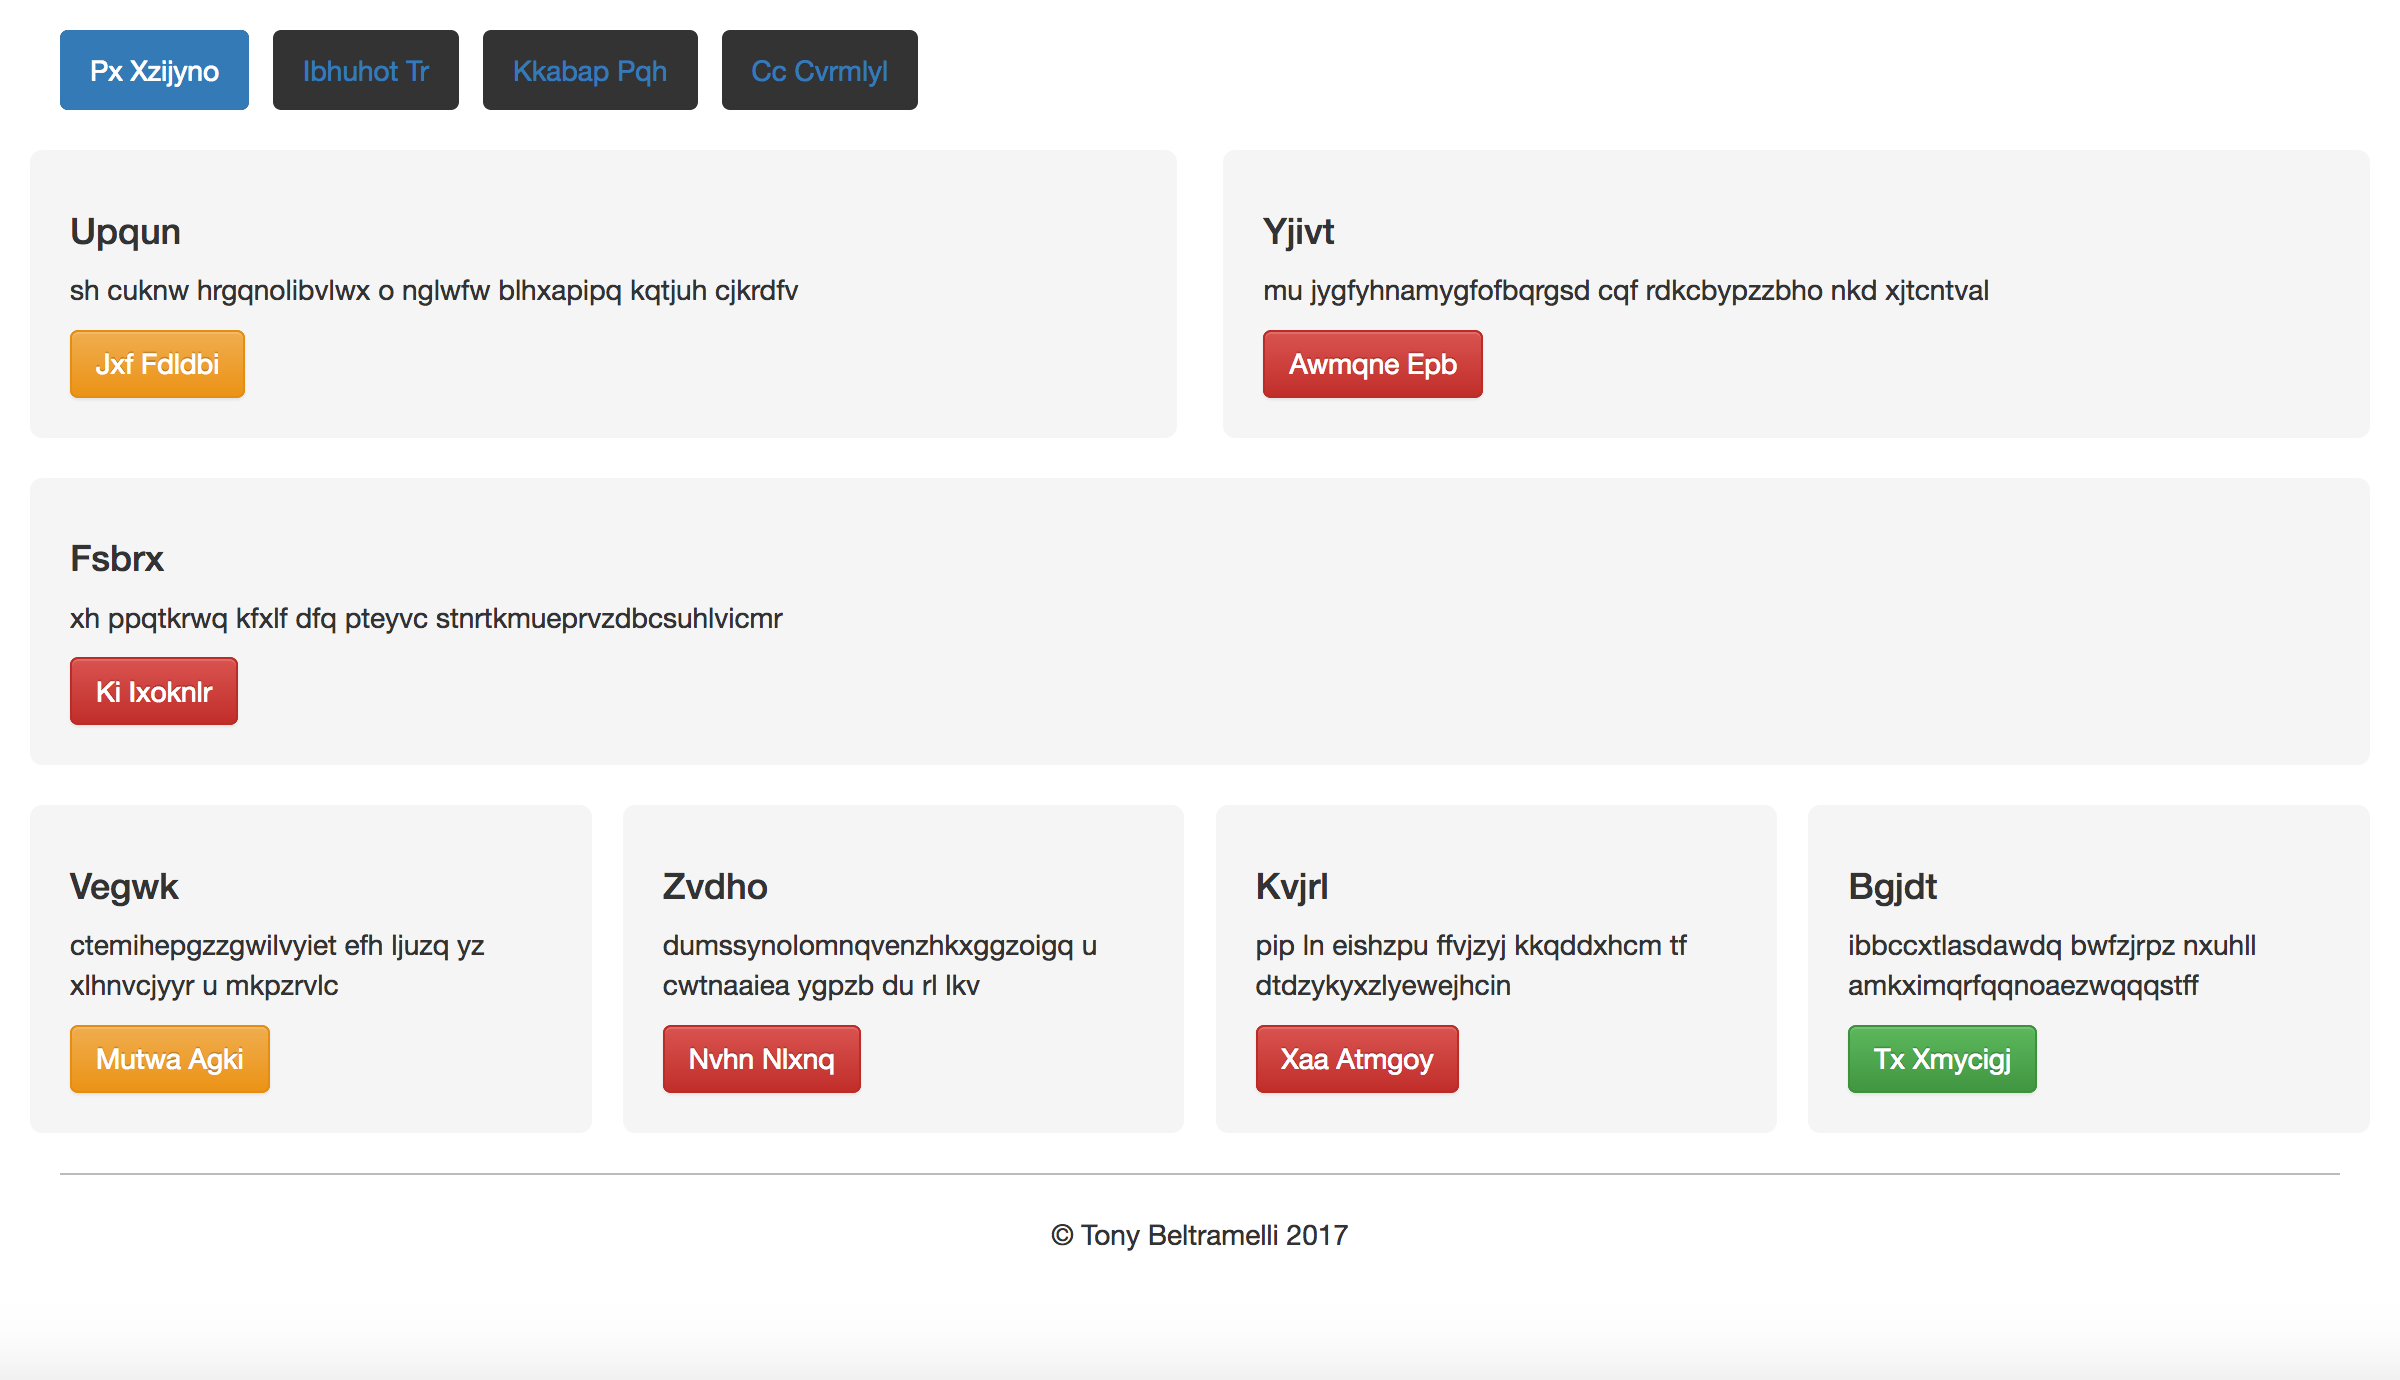 Px Xzijyno
Ibhuhot Tr
Kkabap Pqh
Cc Cvrmlyl
Upqun
sh cuknw hrgqnolibvlwx o nglwfw blhxapipq kqtjuh cjkrdfv
Jxf Fdldbi
Yjivt
mu jygfyhnamygfofbqrgsd cqf rdkcbypzzbho nkd xjtcntval
Awmqne Epb
Fsbrx
xh ppqtkrwq kfxlf dfq pteyvc stnrtkmueprvzdbcsuhlvicmr
Ki Ixoknlr
Vegwk
ctemihepgzzgwilvyiet efh ljuzq yz
xlhnvcjyyr u mkpzrvlc
Mutwa Agki
Zvdho
dumssynolomnqvenzhkxggzoigq u
cwtnaaiea ygpzb du rl lkv
Nvhn Nlxnq
Kvjrl
pip ln eishzpu ffvjzyj kkqddxhcm tf
dtdzykyxzlyewejhcin
Xaa Atmgoy
Bgjdt
ibbccxtlasdawdq bwfzjrpz nxuhll
amkximqrfqqnoaezwqqqstff
Tx Xmycigj
© Tony Beltramelli 2017